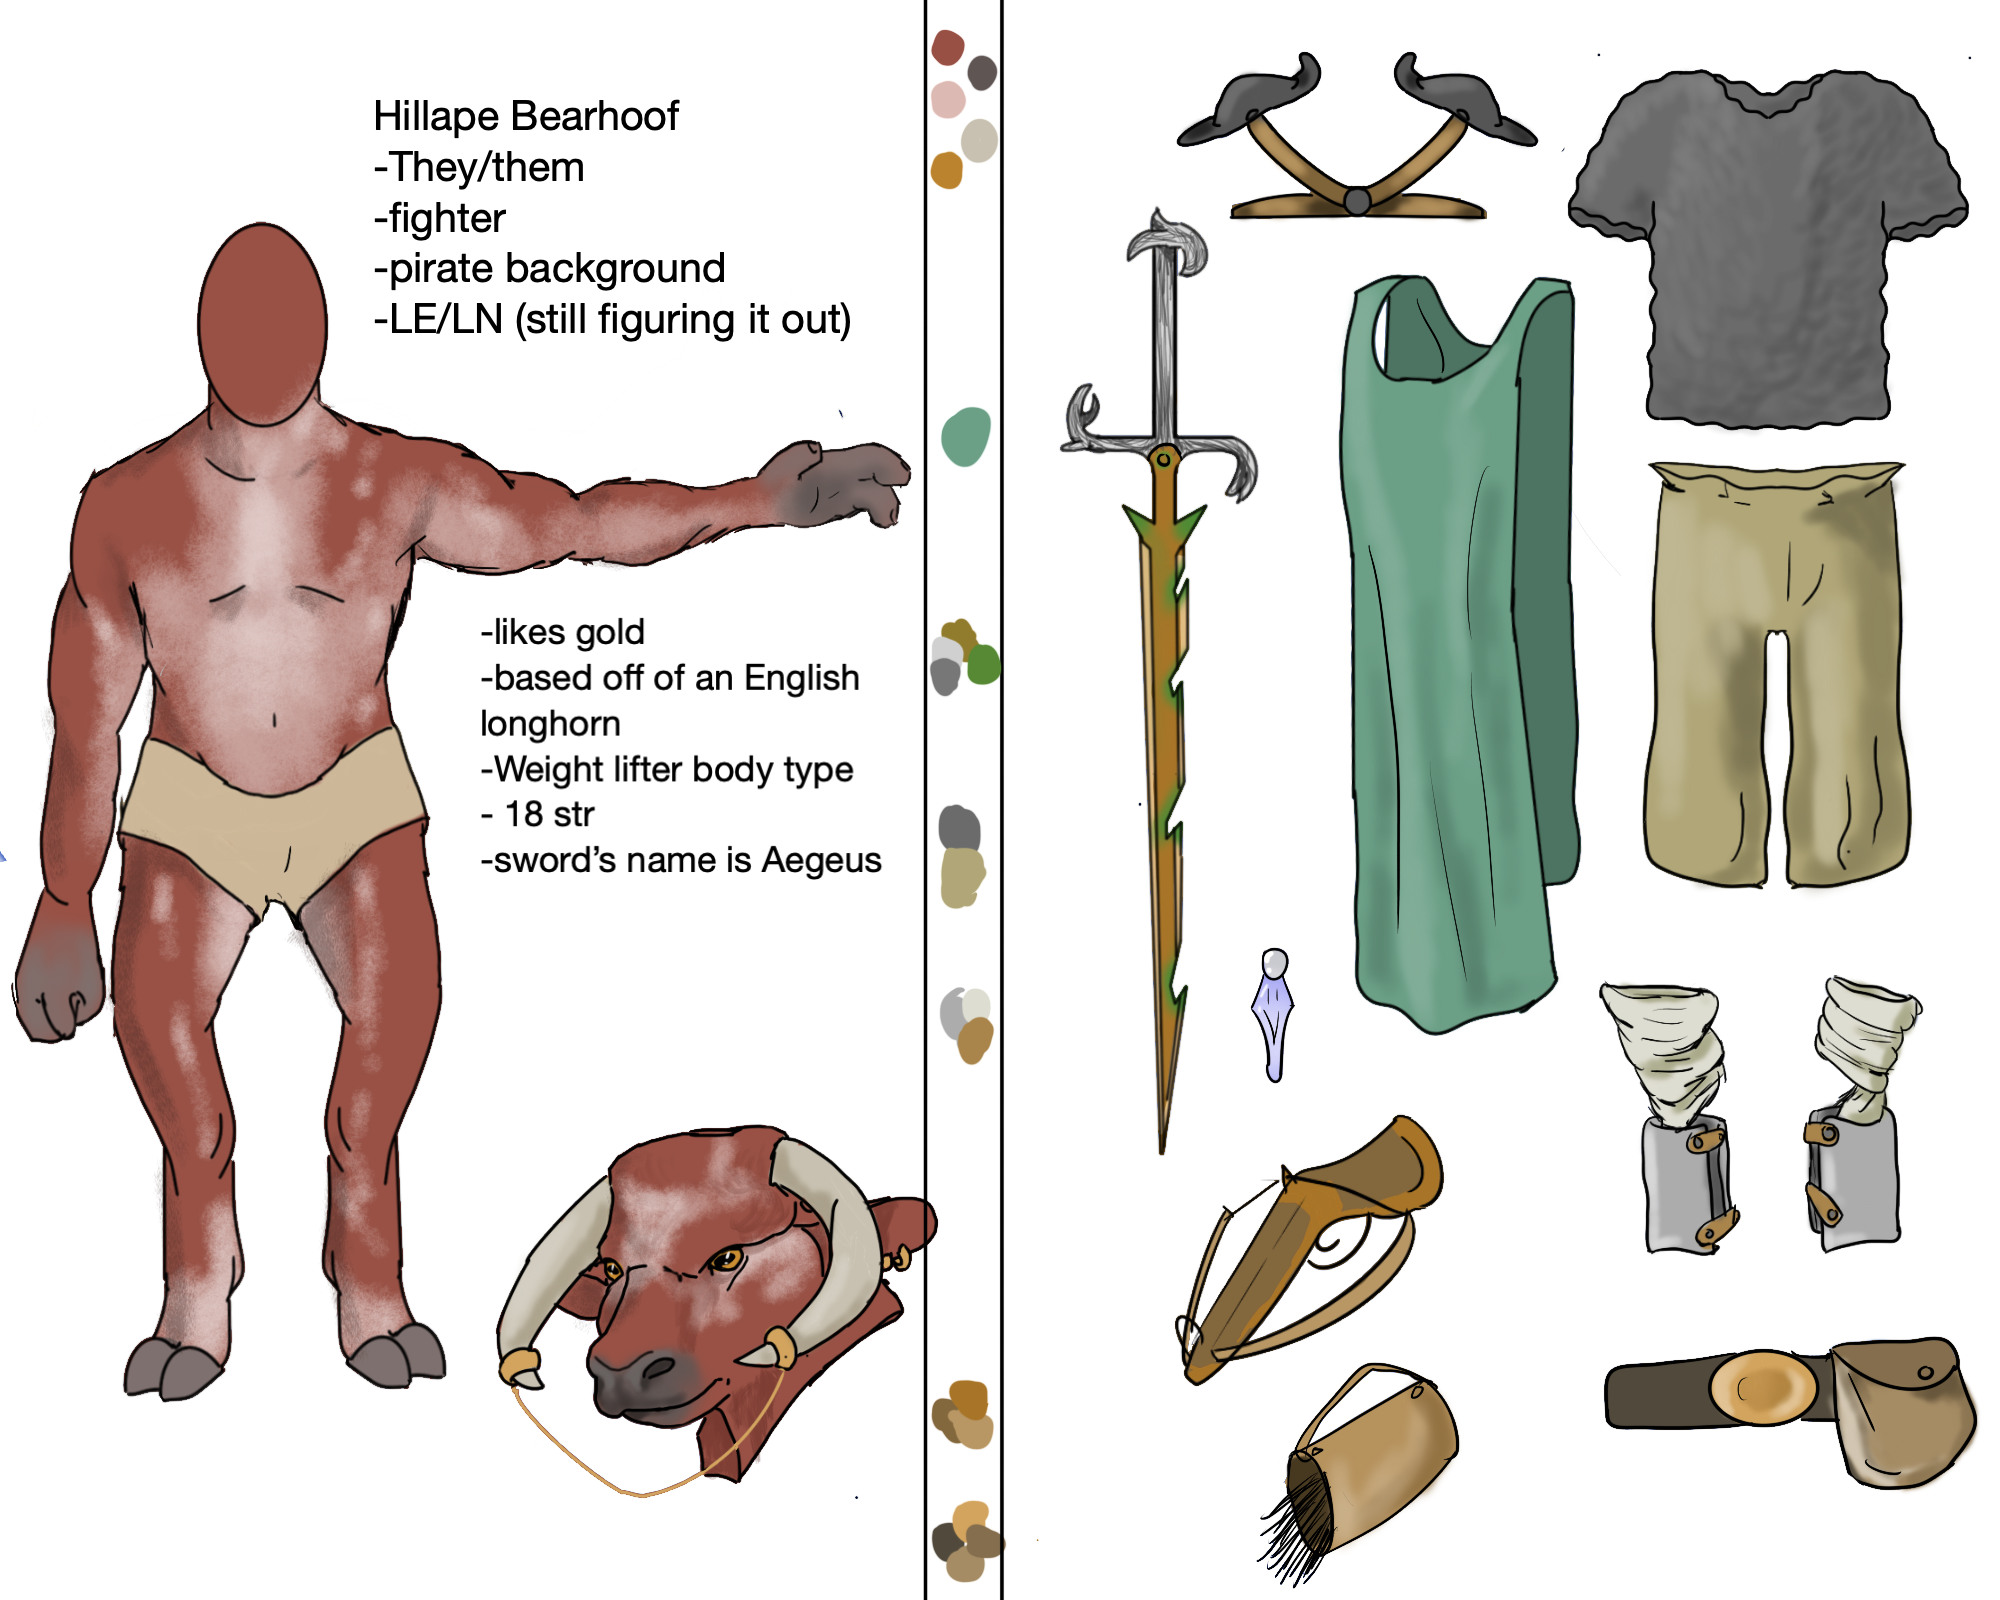 Hillape Bearhoof
-They/them
-fighter
-pirate background
-LE/LN (still figuring it out)
-likes gold
-based off of an English
longhorn
-Weight lifter body type
- 18 str
-sword’s name is Aegeus